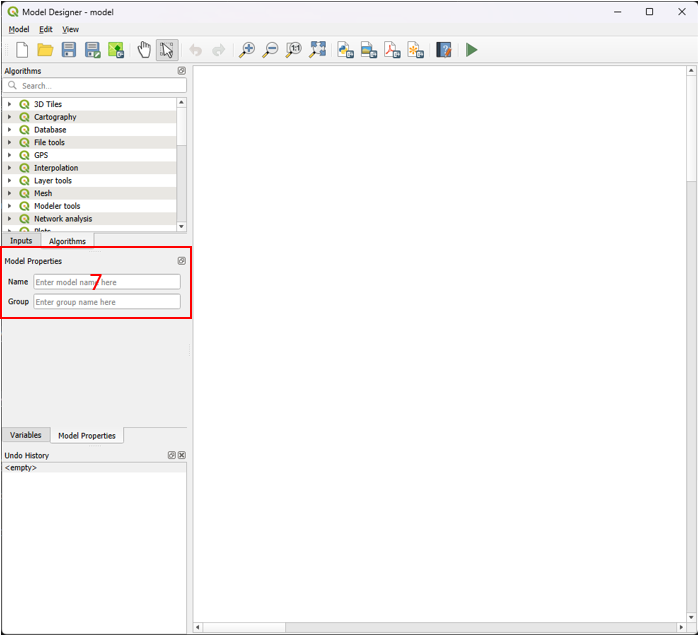 Model Designer - model
Model Edit View
Algorithms
Search...
3D Tiles
Cartography
Database
File tools
GPS
Interpolation
Layer tools
Mesh
Modeler tools
Network analysis
Plots
Inputs Algorithms
Model Properties
Name Enter model name here
7
Group Enter group name here
Variables Model Properties
Undo History
<empty>